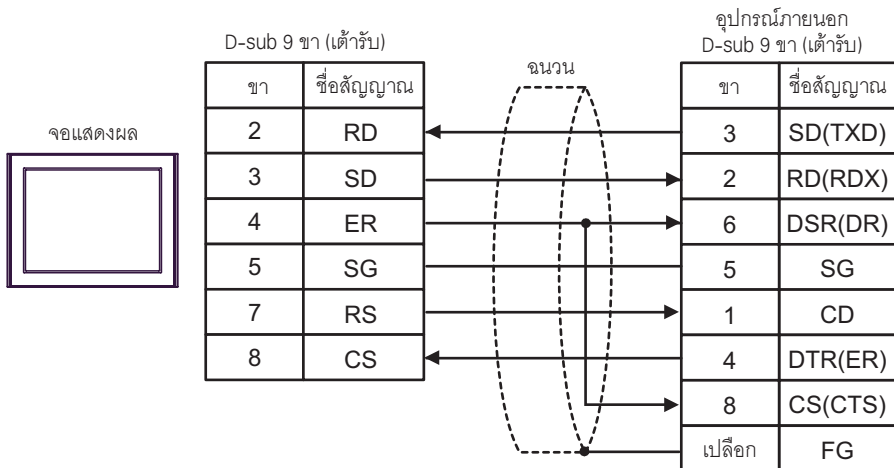 อุปกรณ์ภายนอก
D-sub 9 ขา (เต้ารับ) D-sub 9 ขา (เต้ารับ)
ฉนวน
ขา ชื่อสัญญาณ ขา ชื่อสัญญาณ
จอแสดงผล
2 RD 3 SD(TXD)
3 SD 2 RD(RDX)
4 ER 6 DSR(DR)
5 SG 5 SG
7 RS 1 CD
8 CS 4 DTR(ER)
8 CS(CTS)
เปลือก FG